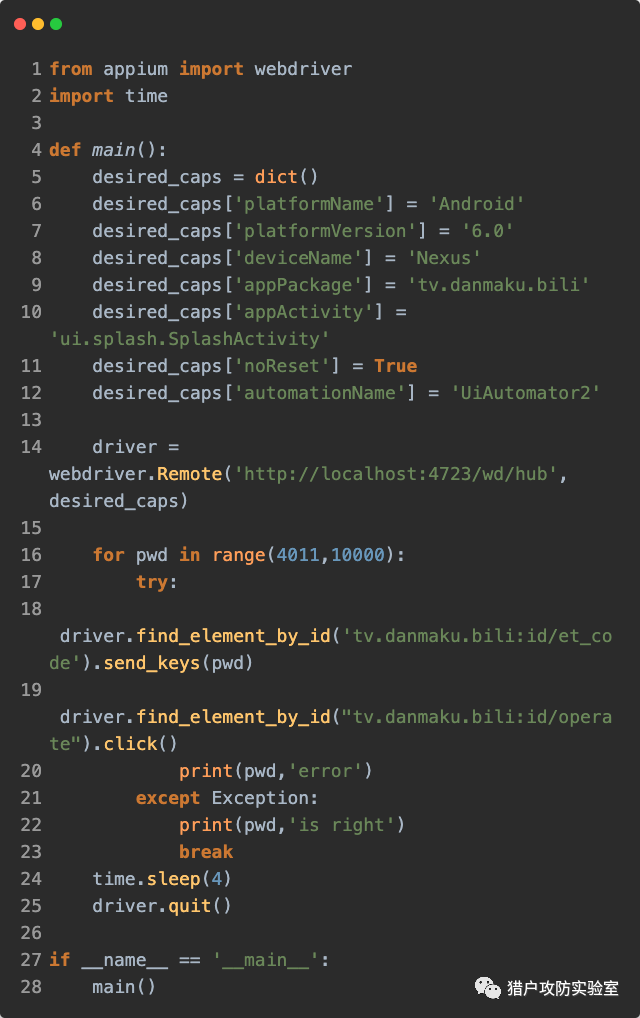 1 from appium import webdriver
2 import time
3
4 def main():
5 desired_caps = dict()
6 desired_caps['platformName'] = 'Android'
7 desired_caps['platformVersion'] = '6.0'
8 desired_caps['deviceName'] = 'Nexus'
9 desired_caps['appPackage'] = 'tv.danmaku.bili'
10 desired_caps['appActivity'] =
'ui.splash.SplashActivity'
11 desired_caps['noReset'] = True
12 desired_caps['automationName'] = 'UiAutomator2'
13
14 driver =
webdriver.Remote('http://localhost:4723/wd/hub',
desired_caps)
15
16 for pwd in range(4011,10000):
17 try:
18
driver.find_element_by_id('tv.danmaku.bili:id/et_co
de').send_keys(pwd)
19
driver.find_element_by_id("tv.danmaku.bili:id/opera
te").click()
20 print(pwd,'error')
21 except Exception:
22 print(pwd,'is right')
23 break
24 time.sleep(4)
25 driver.quit()
26
27 if __name__ == '__main__':
28 main()
猎户攻防实验室